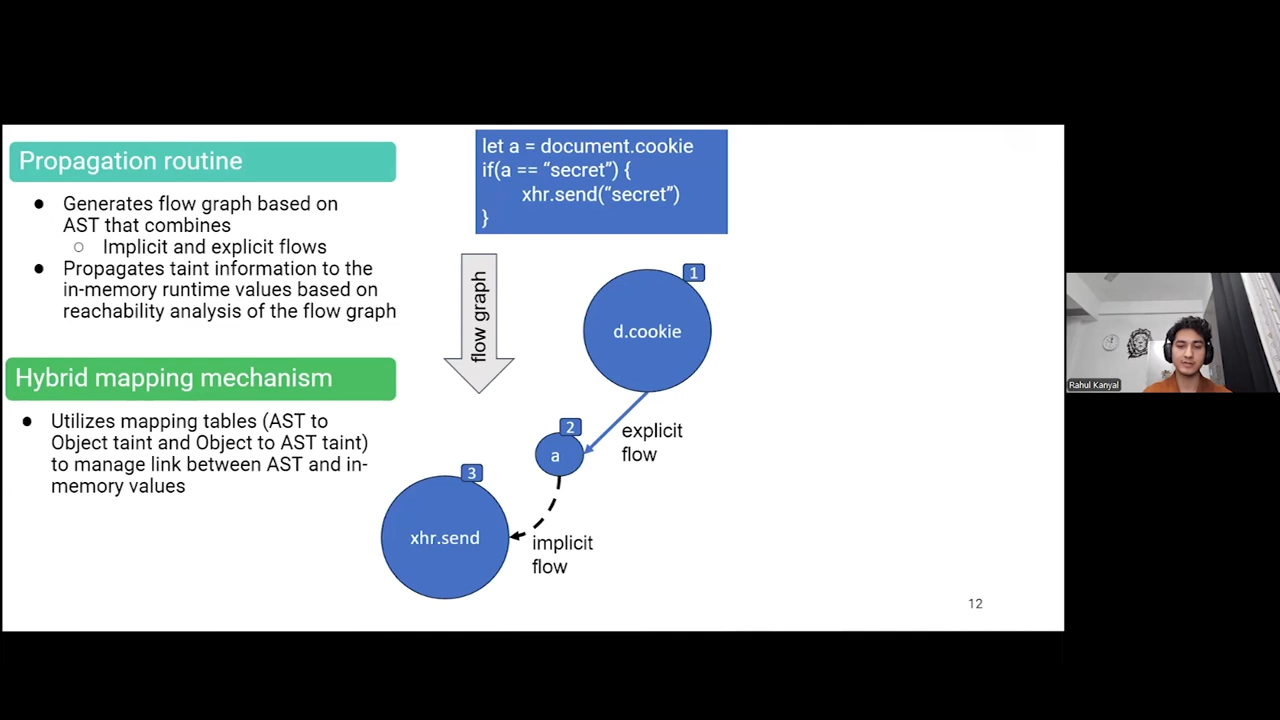 Propagation routine
● Generates flow graph based on
AST that combines
○ Implicit and explicit flows
● Propagates taint information to the
in-memory runtime values based on
reachability analysis of the flow graph
Hybrid mapping mechanism
● Utilizes mapping tables (AST to
Object taint and Object to AST taint)
to manage link between AST and in-
memory values
let a = document.cookie
if(a == “secret”) {
xhr.send(“secret”)
}
flow graph
1
d.cookie
explicit
flow
2
a
3
xhr.send
implicit
flow
12
Rahul Kanyal